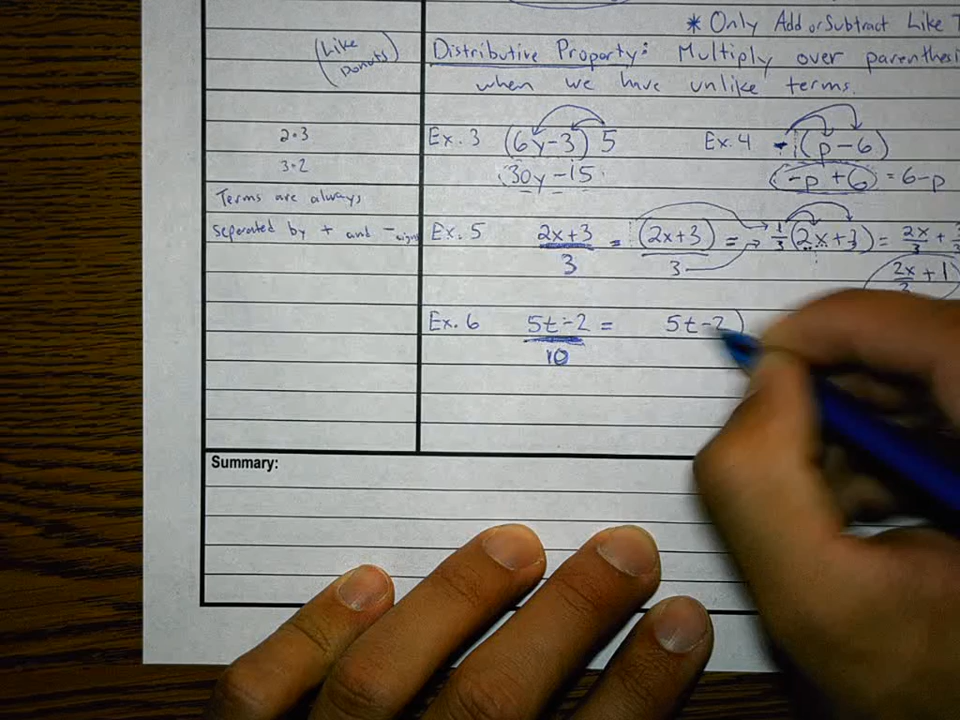 * Only Add or Subtract Like
(Like Donuts)
Distributive Property: Multiply over
when we have unlike terms.
2·3
Ex. 3 (6y-3) 5
Ex. 4 -1(p-6)
3·2
30y-15
(-p+6) = 6-p
Terms are always
separated by + and - signs
Ex. 5 2x+3/3 = (2x+3)/3 = 1/3(2x+3) = 2x/3 +
2x/3 + 1
Ex. 6 5t-2/10 = 5t-2)
Summary: